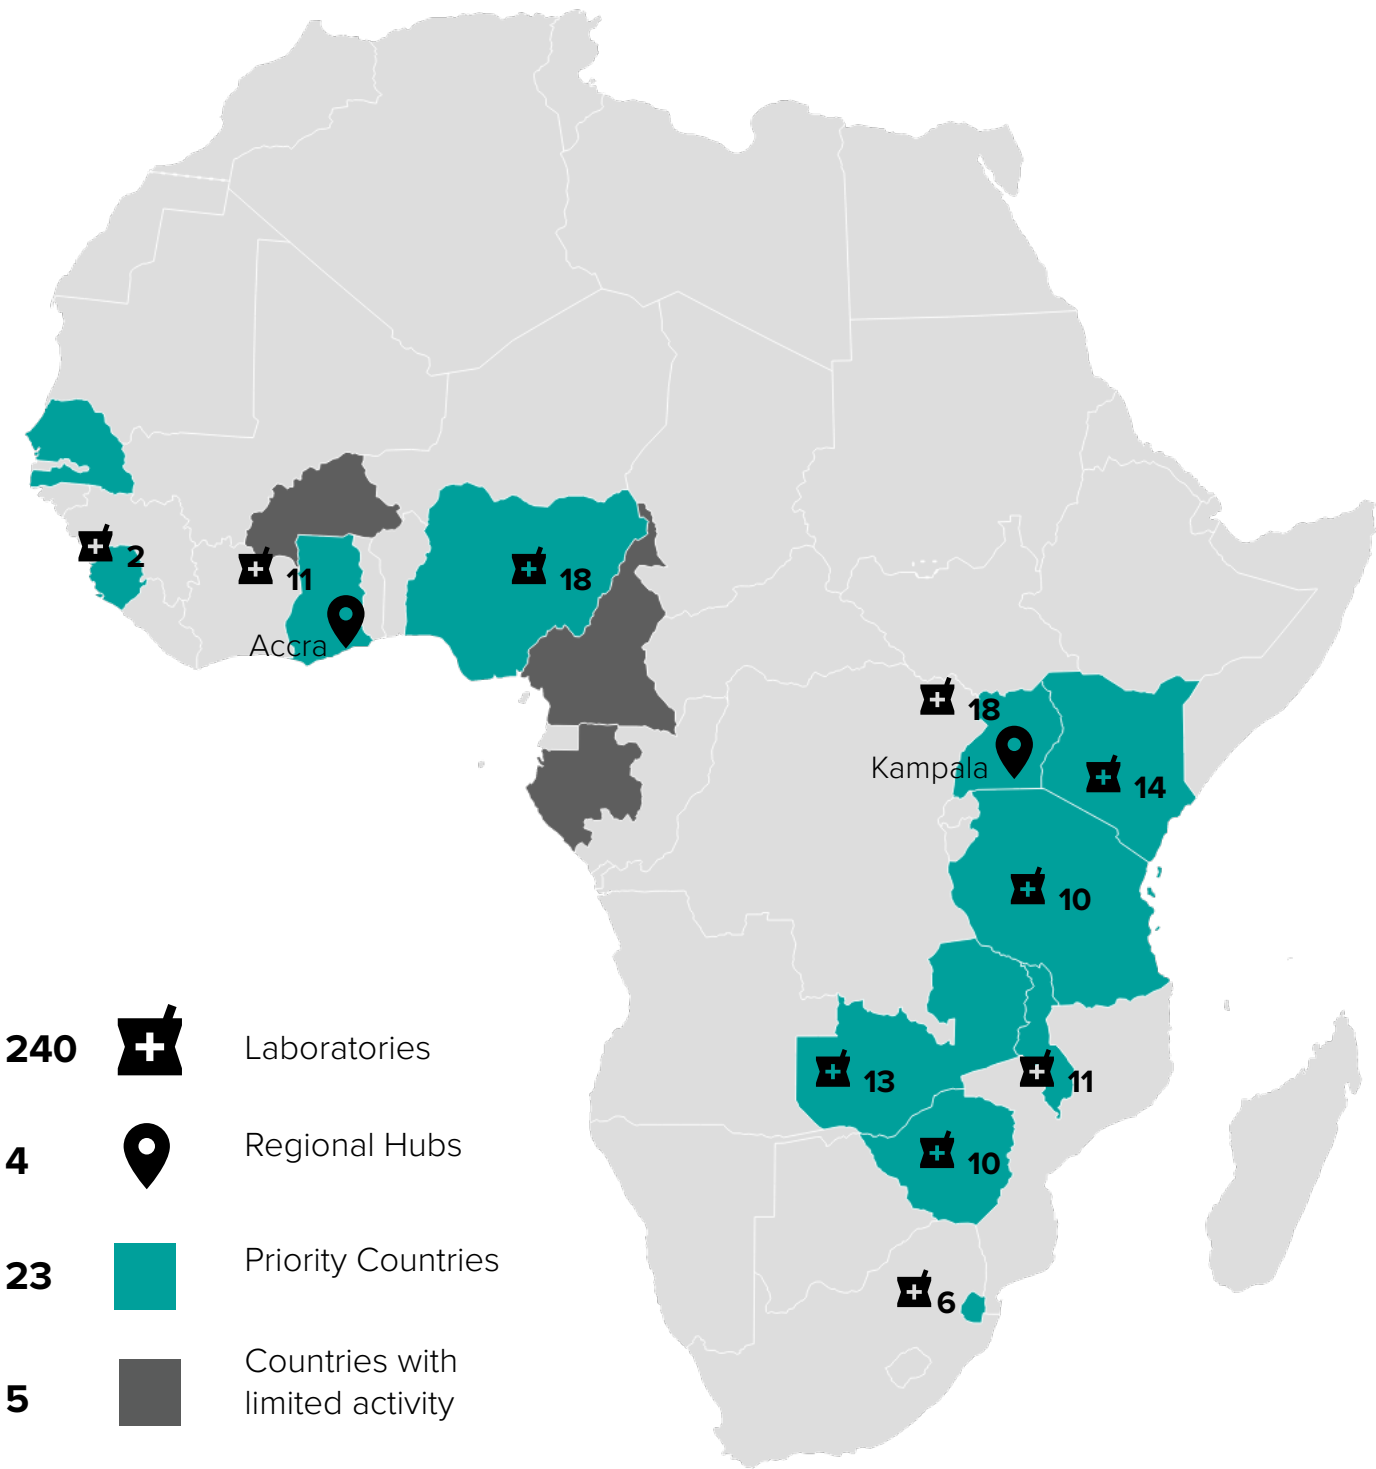 2
11
18
Accra
18
Kampala
14
10
13
11
10
6
240 Laboratories
4 Regional Hubs
23 Priority Countries
5 Countries with
limited activity